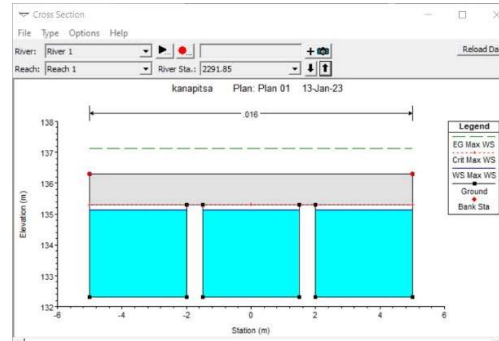 Cross Section
File Type Options Help
River: River 1
Reload Da
Reach: Reach 1 River Sta.: 2291.85
kanapitsa Plan: Plan 01 13-Jan-23
.016
Legend
EG Max WS
Crit Max WS
WS Max WS
Ground
Bank Sta
Elevation (m)
138
137
136
135
134
133
132
-6 -4 -2 0 2 4 6
Station (m)